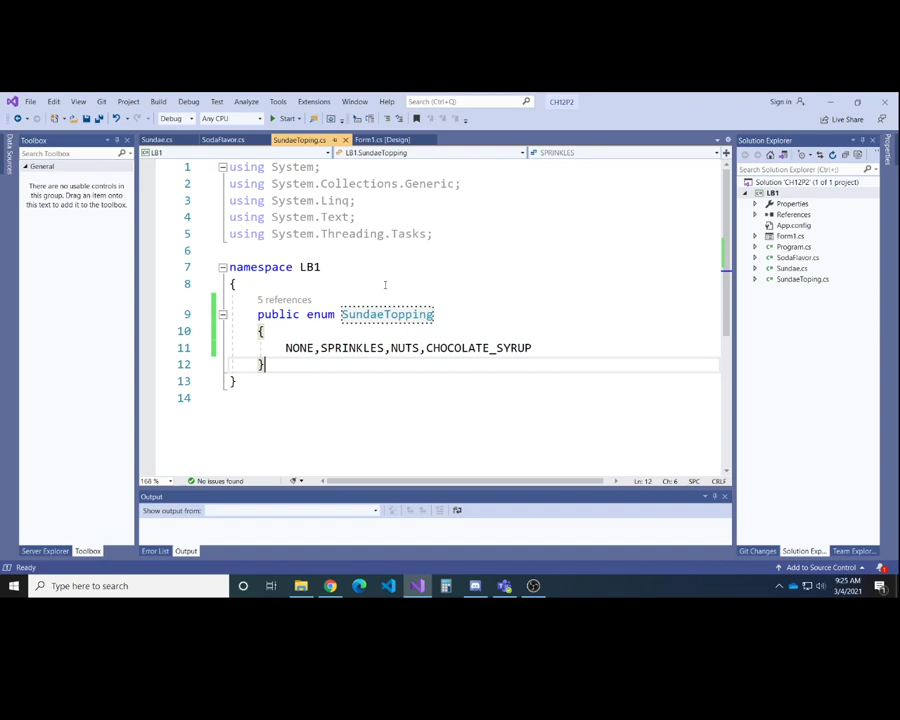 File Edit View Git Project Build Debug Test Analyze Tools Extensions Window Help Search (Ctrl+Q) CH12P2 Sign in
Debug Any CPU Start Live Share
Data Sources
Toolbox
Search Toolbox
General
There are no usable controls
in this group. Drag an item
onto this text to add it to the
toolbox.
Sundae.cs SodaFlavor.cs SundaeToping.cs Form1.cs [Design]
LB1 LB1.SundaeTopping SPRINKLES
1 using System;
2 using System.Collections.Generic;
3 using System.Linq;
4 using System.Text;
5 using System.Threading.Tasks;
6
7 namespace LB1
8 {
5 references
9 public enum SundaeTopping
10 {
11 NONE,SPRINKLES,NUTS,CHOCOLATE_SYRUP
12 }
13 }
14
168 % No issues found Ln: 12 Ch: 6 SPC CRLF
Output
Show output from:
Solution Explorer
Search Solution Explorer (Ctrl+;)
Solution 'CH12P2' (1 of 1 project)
LB1
Properties
References
App.config
Form1.cs
Program.cs
SodaFlavor.cs
Sundae.cs
SundaeToping.cs
Properties
Server Explorer Toolbox Error List Output Git Changes Solution Exp... Team Explor...
Ready Add to Source Control 1
Type here to search
9:25 AM
3/4/2021